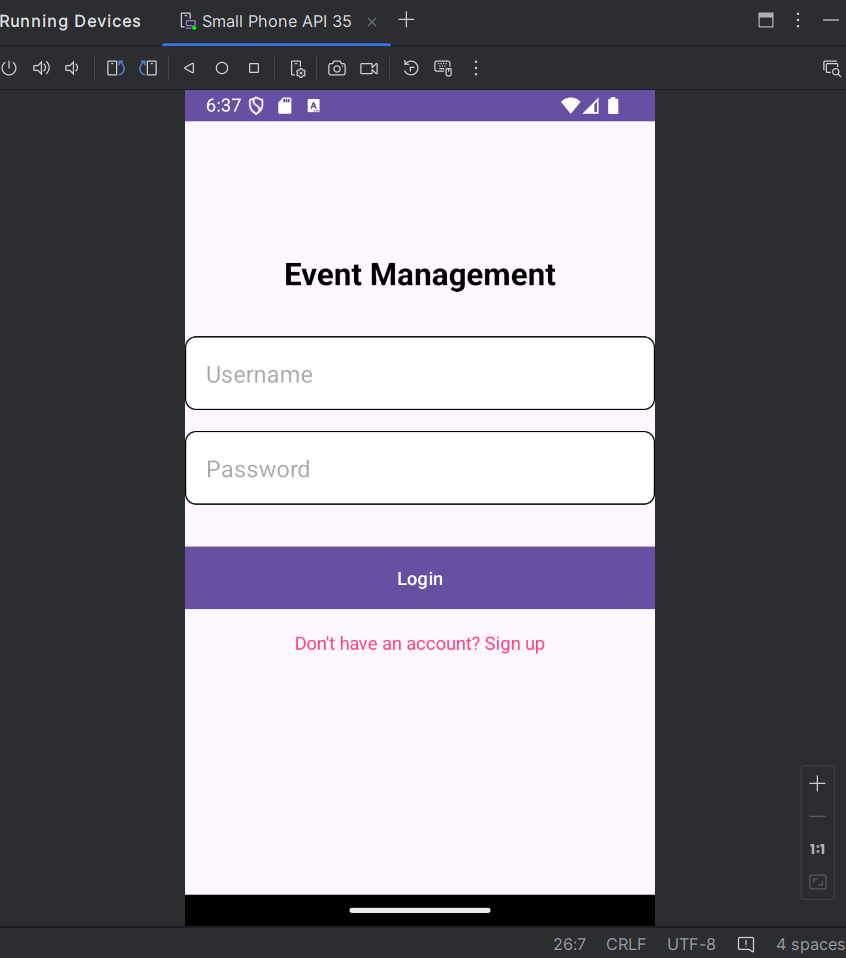 Running Devices
Small Phone API 35
6:37
A
Event Management
Username
Password
Login
Don't have an account? Sign up
1:1
26:7 CRLF UTF-8 4 spaces